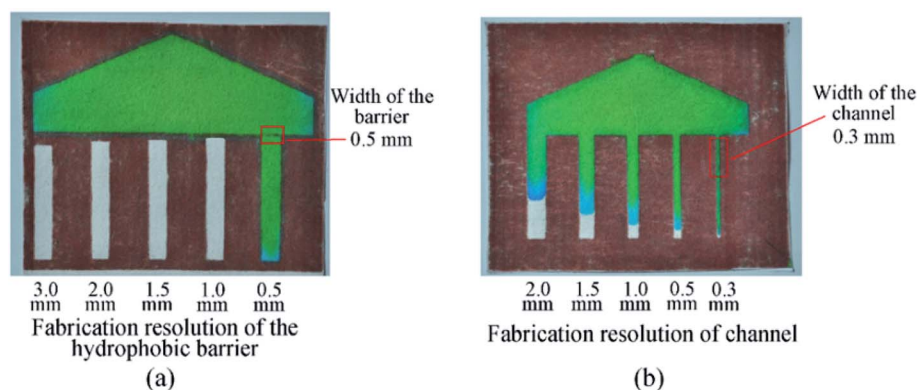 Width of the
barrier
0.5 mm
3.0 2.0 1.5 1.0 0.5
mm mm mm mm mm
Fabrication resolution of the
hydrophobic barrier
(a)
Width of the
channel
0.3 mm
2.0 1.5 1.0 0.5 0.3
mm mm mm mm mm
Fabrication resolution of channel
(b)